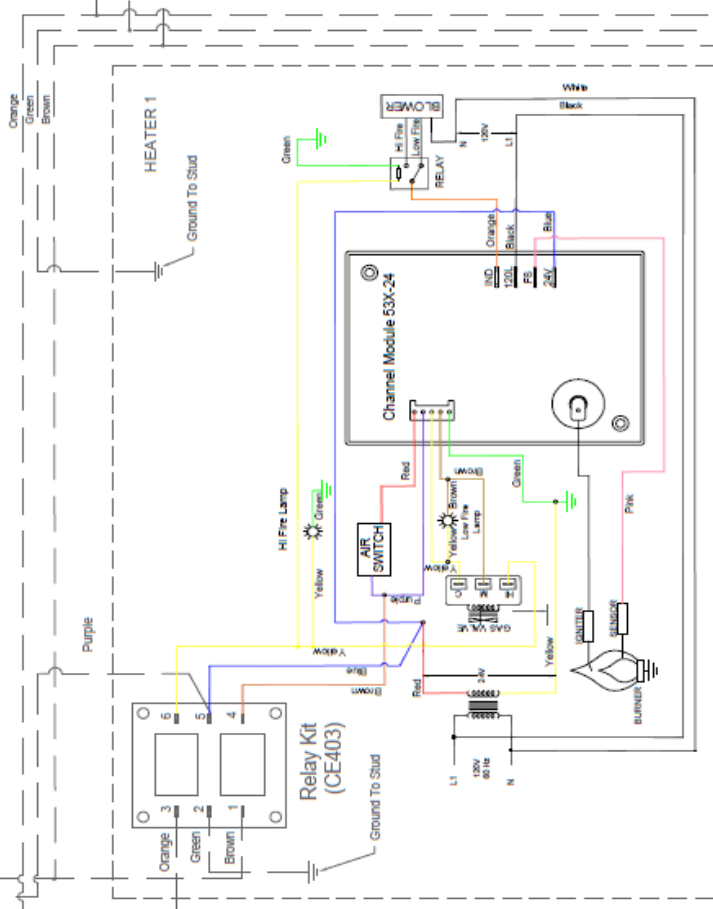 Orange
Green
Brown
HEATER 1
Ground To Stud
Green
BLOWER
Hi Fire
Low Fire
RELAY
White
Black
N
120V
L1
Orange
Black
Blue
IND
120L
FS
24V
Channel Module 53X-24
Pink
Hi Fire Lamp
Green
Yellow
AIR
SWITCH
Red
Brown
Brown
Yellow
Low Fire
Lamp
Green
Yellow
Purple
C
M
HI
GAS VALVE
Yellow
Blue
Brown
Red
24V
Yellow
IGNITER
SENSOR
BURNER
L1
120V
60 Hz
N
Purple
6
5
4
3
2
1
Relay Kit
(CE403)
Orange
Green
Brown
Ground To Stud